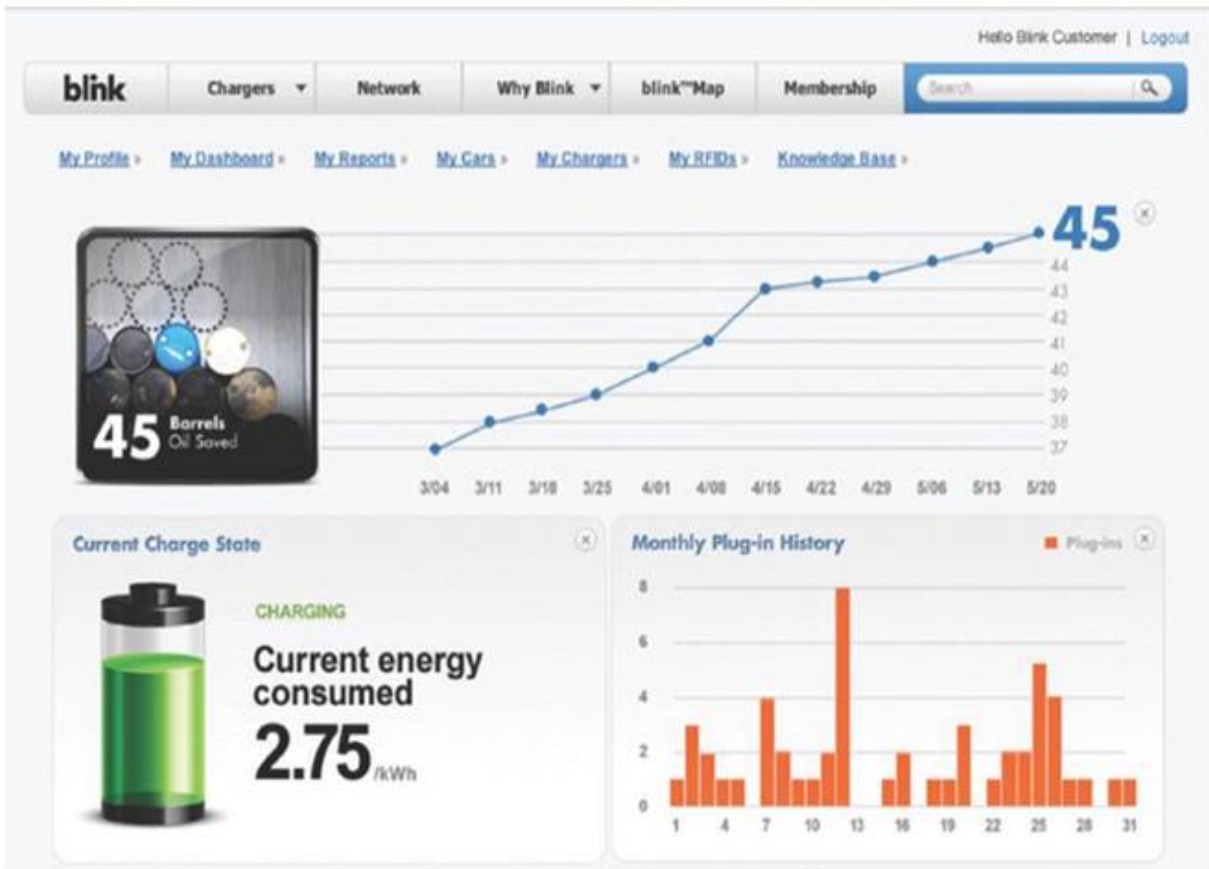 Hello Blink Customer | Logout
blink Chargers ▼ Network Why Blink ▼ blink™Map Membership Search
My Profile » My Dashboard » My Reports » My Cars » My Chargers » My RFIDs » Knowledge Base »
45
44
43
42
41
40
39
38
37
45 Barrels
Oil Saved
3/04 3/11 3/18 3/25 4/01 4/08 4/15 4/22 4/29 5/06 5/13 5/20
Current Charge State
CHARGING
Current energy
consumed
2.75 /kWh
Monthly Plug-in History
Plug-ins
8
6
4
2
0
1 4 7 10 13 16 19 22 25 28 31